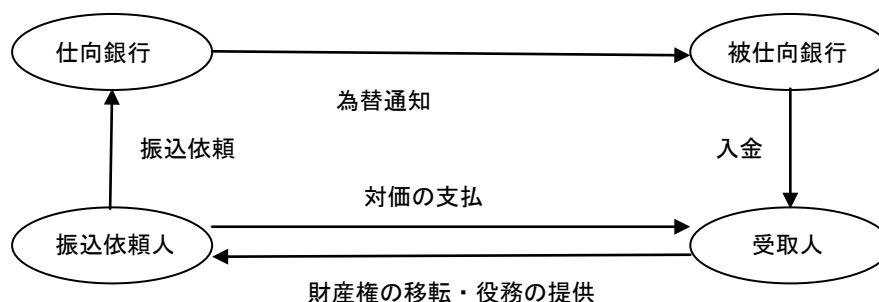 仕向銀行
被仕向銀行
為替通知
振込依頼
入金
対価の支払
振込依頼人
受取人
財産権の移転・役務の提供